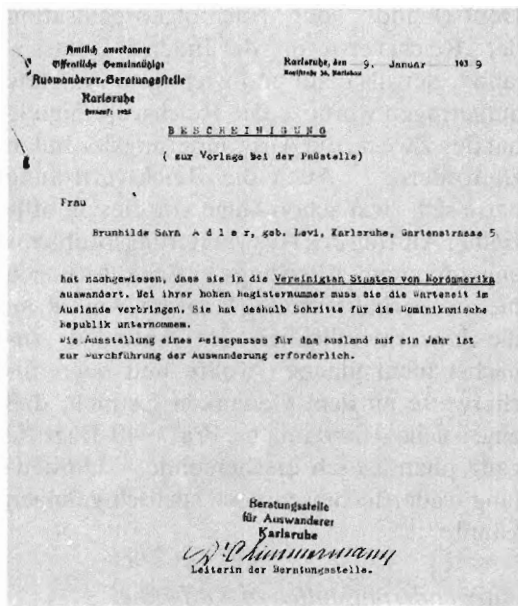 Amtlich anerkannte
Öffentliche Gemeinnützige
Auswanderer-Beratungsstelle
Karlsruhe
Karlsruhe, den 9. Januar 1939
B E S C H E I N I G U N G
( zur Vorlage bei der Paßstelle)
Frau
Brunhilde Sara A d l e r, geb. Levi, Karlsruhe, Gartenstrasse 5
hat nachgewiesen, dass sie in die Vereinigten Staaten von Nordamerika
auswandert. Bei ihrer hohen Registernummer muss sie die Wartezeit im
Auslande verbringen. Sie hat deshalb Schritte für die Dominikanische
Republik unternommen.
Die Ausstellung eines Reisepasses für das Ausland auf ein Jahr ist
zur Durchführung der Auswanderung erforderlich.
Beratungsstelle
für Auswanderer
Karlsruhe
Leiterin der Beratungsstelle.